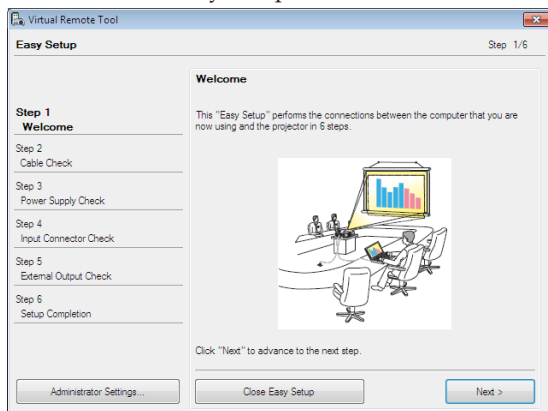 Virtual Remote Tool
Easy Setup
Step 1/6
Welcome
Step 1
Welcome
This "Easy Setup" performs the connections between the computer that you are
now using and the projector in 6 steps.
Step 2
Cable Check
Step 3
Power Supply Check
Step 4
Input Connector Check
Step 5
External Output Check
Step 6
Setup Completion
Click "Next" to advance to the next step.
Administrator Settings...
Close Easy Setup
Next >